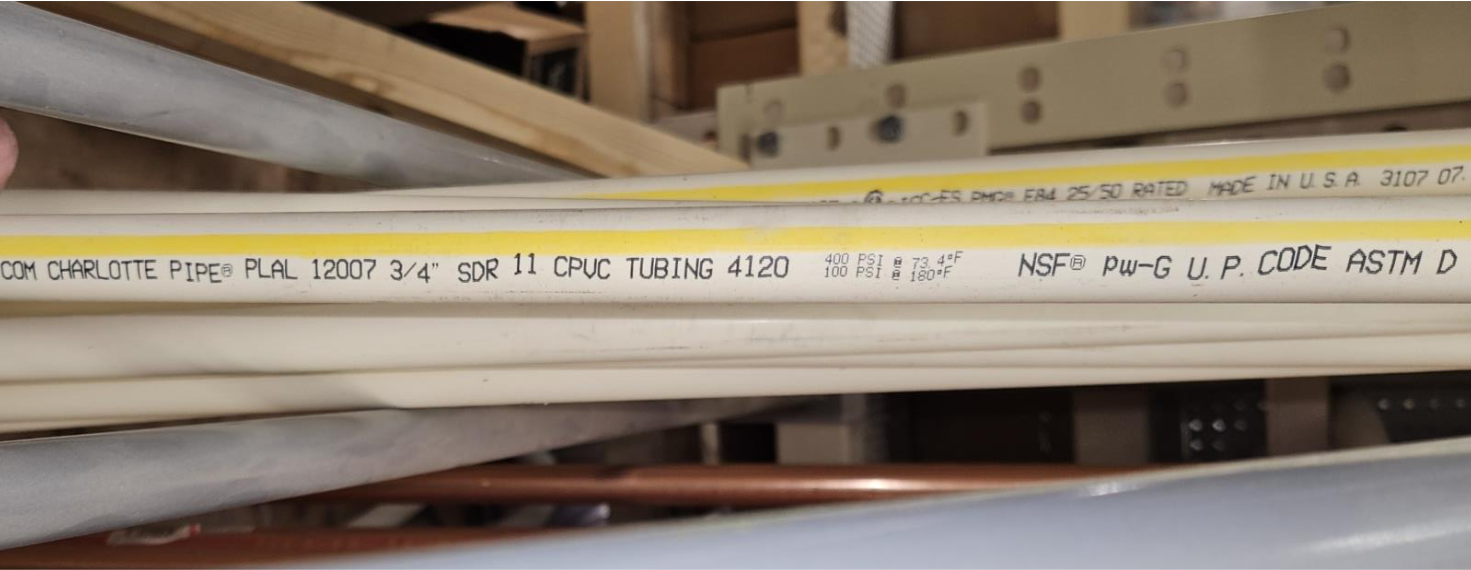 E84 25/50 RATED MADE IN U.S.A. 3107 07.
COM CHARLOTTE PIPE® PLAL 12007 3/4" SDR 11 CPVC TUBING 4120 400 PSI @ 73.4°F NSF® pw-G U.P. CODE ASTM D
100 PSI @ 180°F